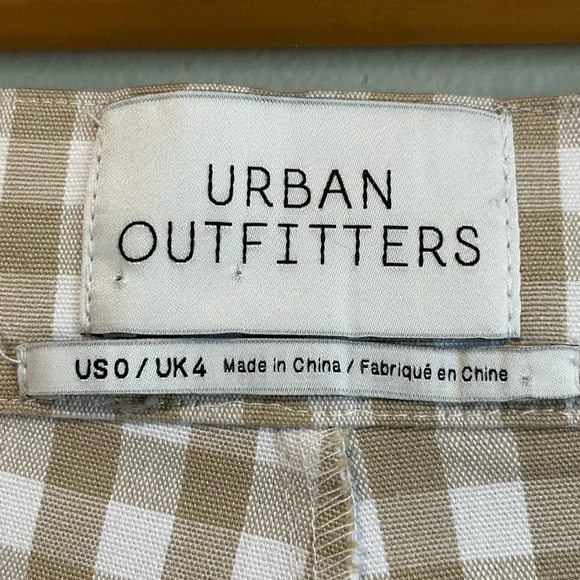 URBAN
OUTFITTERS
US 0 / UK 4 Made in China / Fabriqué en Chine